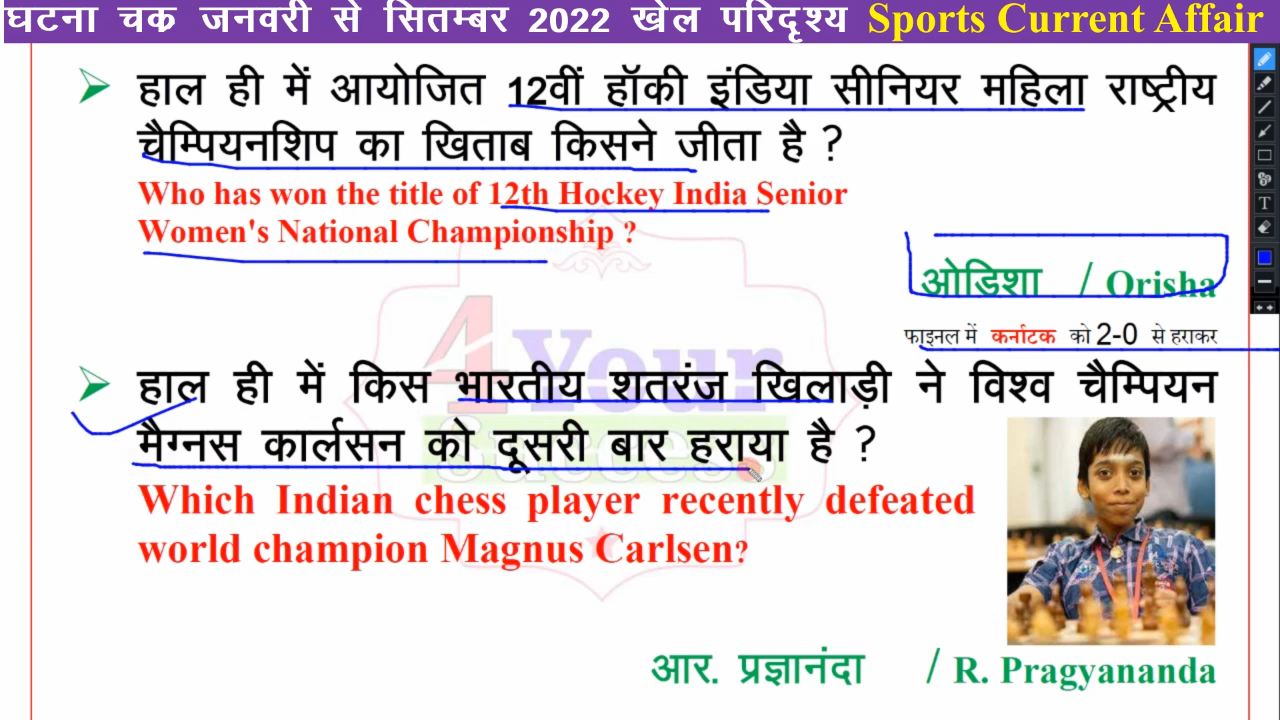 घटना चक्र जनवरी से सितम्बर 2022 खेल परिदृश्य Sports Current Affair
हाल ही में आयोजित 12वीं हॉकी इंडिया सीनियर महिला राष्ट्रीय
चैम्पियनशिप का खिताब किसने जीता है ?
Who has won the title of 12th Hockey India Senior
Women's National Championship ?
ओडिशा / Orisha
फाइनल में कर्नाटक को 2-0 से हराकर
हाल ही में किस भारतीय शतरंज खिलाड़ी ने विश्व चैम्पियन
मैग्नस कार्लसन को दूसरी बार हराया है ?
Which Indian chess player recently defeated
world champion Magnus Carlsen?
आर. प्रज्ञानंदा / R. Pragyananda
4Your
Success